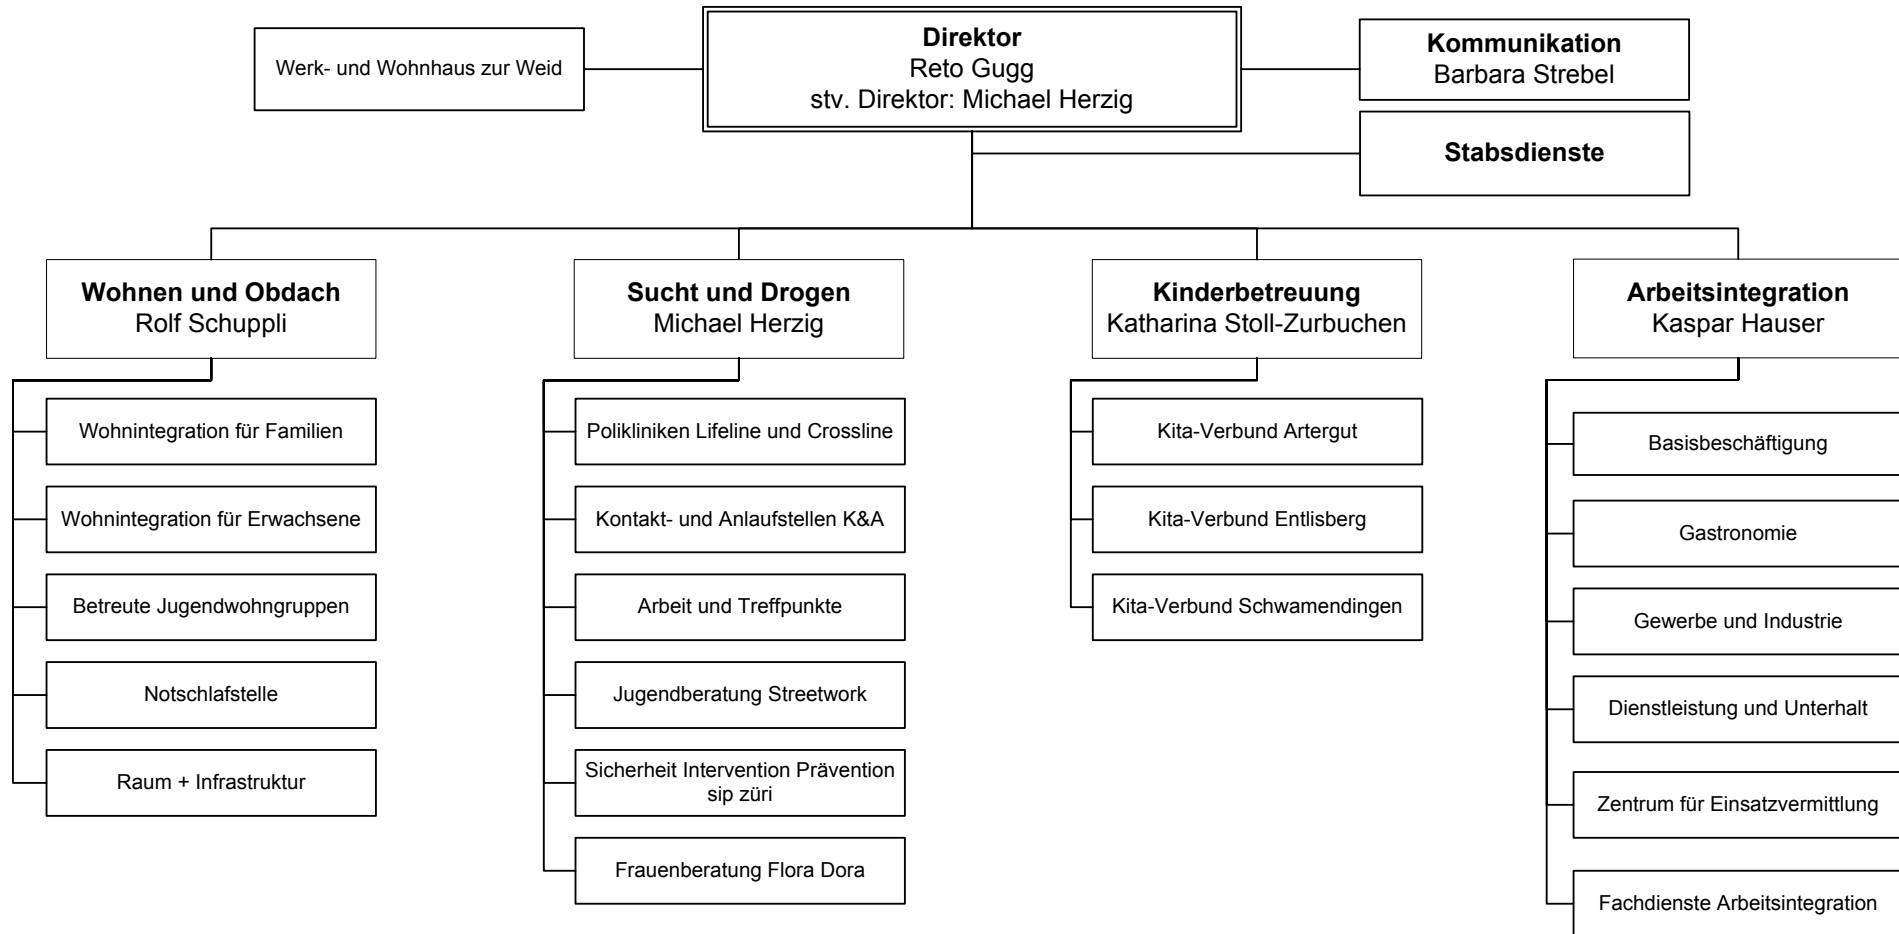 Werk- und Wohnhaus zur Weid
Direktor
Reto Gugg
stv. Direktor: Michael Herzig
Kommunikation
Barbara Strebel
Stabsdienste
Wohnen und Obdach
Rolf Schuppli
Wohnintegration für Familien
Wohnintegration für Erwachsene
Betreute Jugendwohngruppen
Notschlafstelle
Raum + Infrastruktur
Sucht und Drogen
Michael Herzig
Polikliniken Lifeline und Crossline
Kontakt- und Anlaufstellen K&A
Arbeit und Treffpunkte
Jugendberatung Streetwork
Sicherheit Intervention Prävention
sip züri
Frauenberatung Flora Dora
Kinderbetreuung
Katharina Stoll-Zurbuchen
Kita-Verbund Artergut
Kita-Verbund Entlisberg
Kita-Verbund Schwamendingen
Arbeitsintegration
Kaspar Hauser
Basisbeschäftigung
Gastronomie
Gewerbe und Industrie
Dienstleistung und Unterhalt
Zentrum für Einsatzvermittlung
Fachdienste Arbeitsintegration